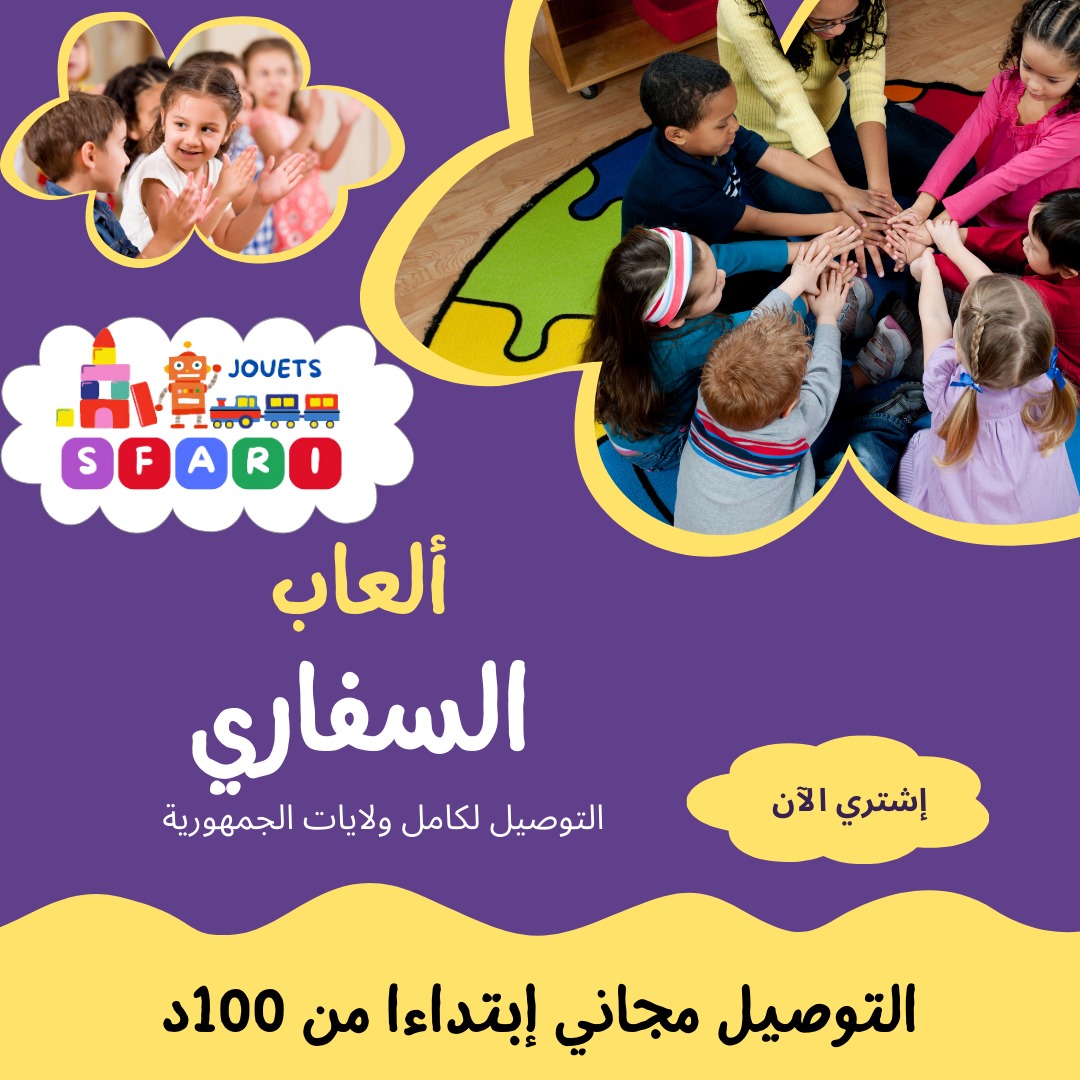 JOUETS
SFARI
ألعاب
السفاري
التوصيل لكامل ولايات الجمهورية
إشتري الآن
التوصيل مجاني إبتداءا من 100د